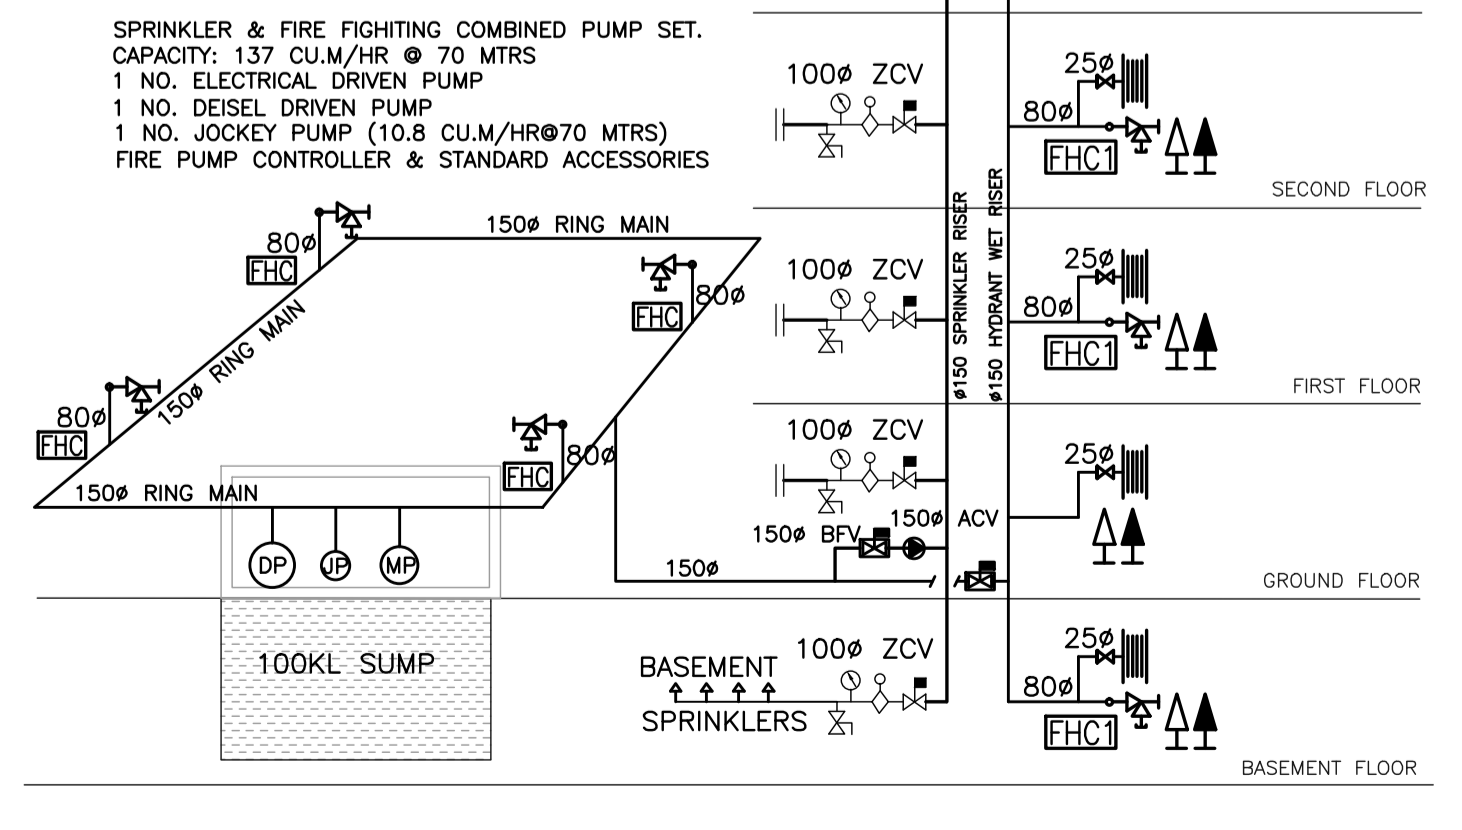 SPRINKLER & FIRE FIGHITING COMBINED PUMP SET.
CAPACITY: 137 CU.M/HR @ 70 MTRS
1 NO. ELECTRICAL DRIVEN PUMP
1 NO. DEISEL DRIVEN PUMP
1 NO. JOCKEY PUMP (10.8 CU.M/HR@70 MTRS)
FIRE PUMP CONTROLLER & STANDARD ACCESSORIES
80ø
FHC
150ø RING MAIN
80ø
FHC
150ø RING MAIN
80ø
FHC
80ø
FHC
150ø RING MAIN
DP
JP
MP
100KL SUMP
150ø
150ø BFV
150ø ACV
100ø ZCV
25ø
80ø
FHC1
SECOND FLOOR
ø150 SPRINKLER RISER
ø150 HYDRANT WET RISER
100ø ZCV
25ø
80ø
FHC1
FIRST FLOOR
100ø ZCV
25ø
GROUND FLOOR
100ø ZCV
BASEMENT
SPRINKLERS
25ø
80ø
FHC1
BASEMENT FLOOR